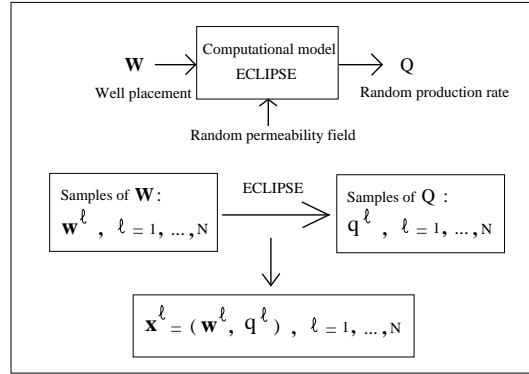 Computational model
W ECLIPSE Q
Well placement Random production rate
Random permeability field
Samples of W : ECLIPSE Samples of Q :
w^ℓ , ℓ = 1, ..., N q^ℓ , ℓ = 1, ..., N
x^ℓ = ( w^ℓ, q^ℓ ) , ℓ = 1, ..., N